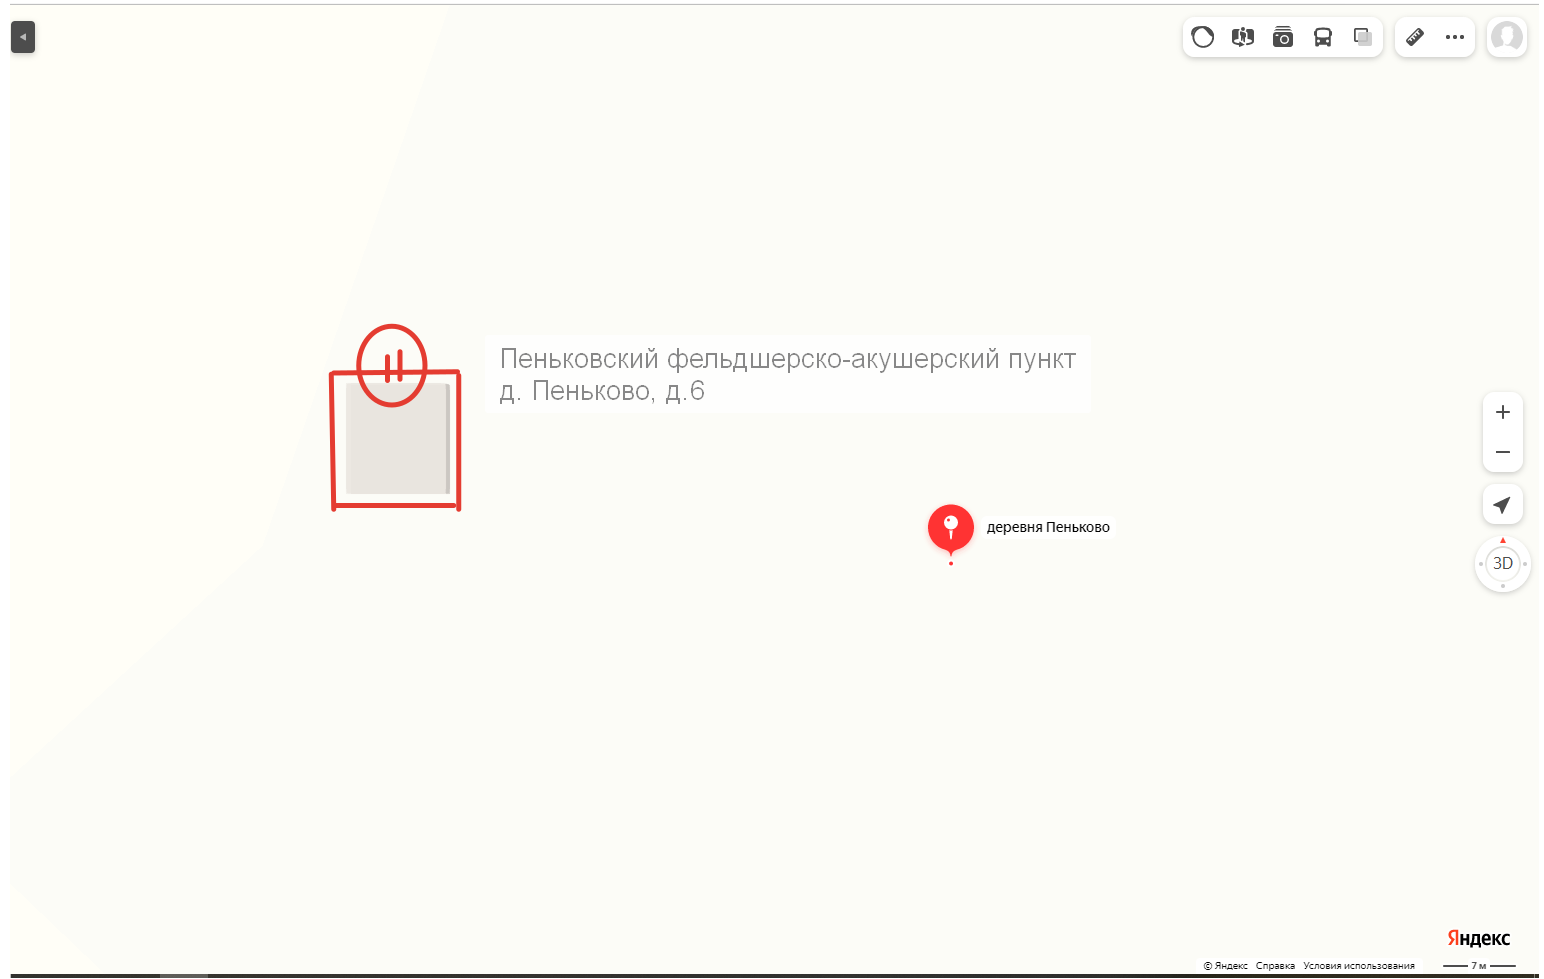 Пеньковский фельдшерско-акушерский пункт
д. Пеньково, д.6
деревня Пеньково
3D
Яндекс
© Яндекс Справка Условия использования 7 м